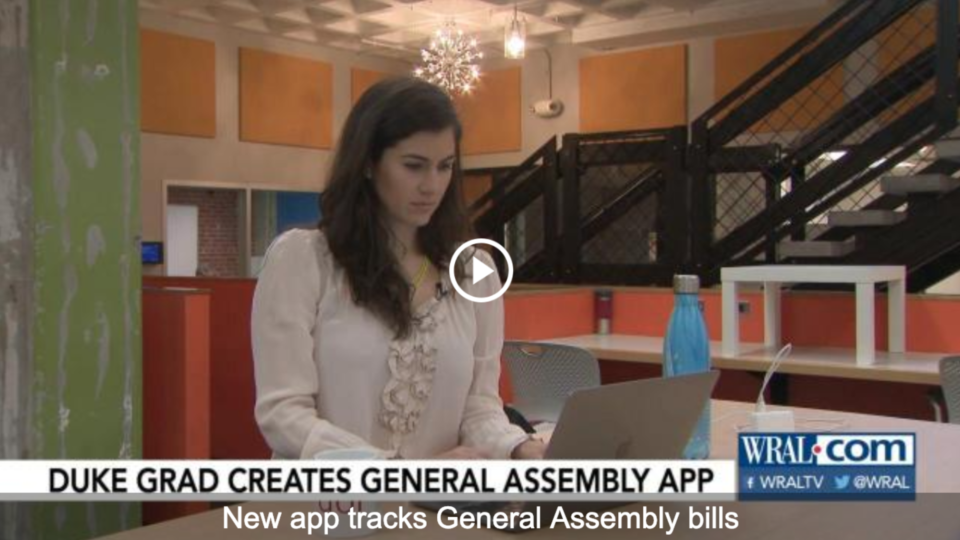 DUKE GRAD CREATES GENERAL ASSEMBLY APP
WRAL.com
WRALTV @WRAL
New app tracks General Assembly bills